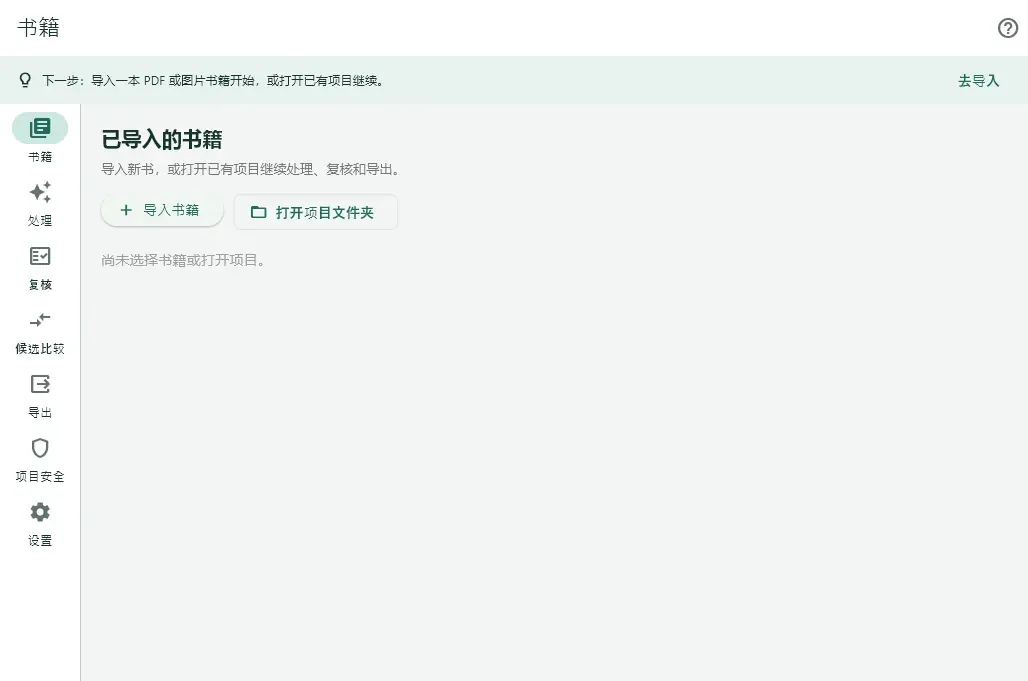 书籍
下一步：导入一本 PDF 或图片书籍开始，或打开已有项目继续。
去导入
书籍
处理
复核
候选比较
导出
项目安全
设置
已导入的书籍
导入新书，或打开已有项目继续处理、复核和导出。
导入书籍
打开项目文件夹
尚未选择书籍或打开项目。